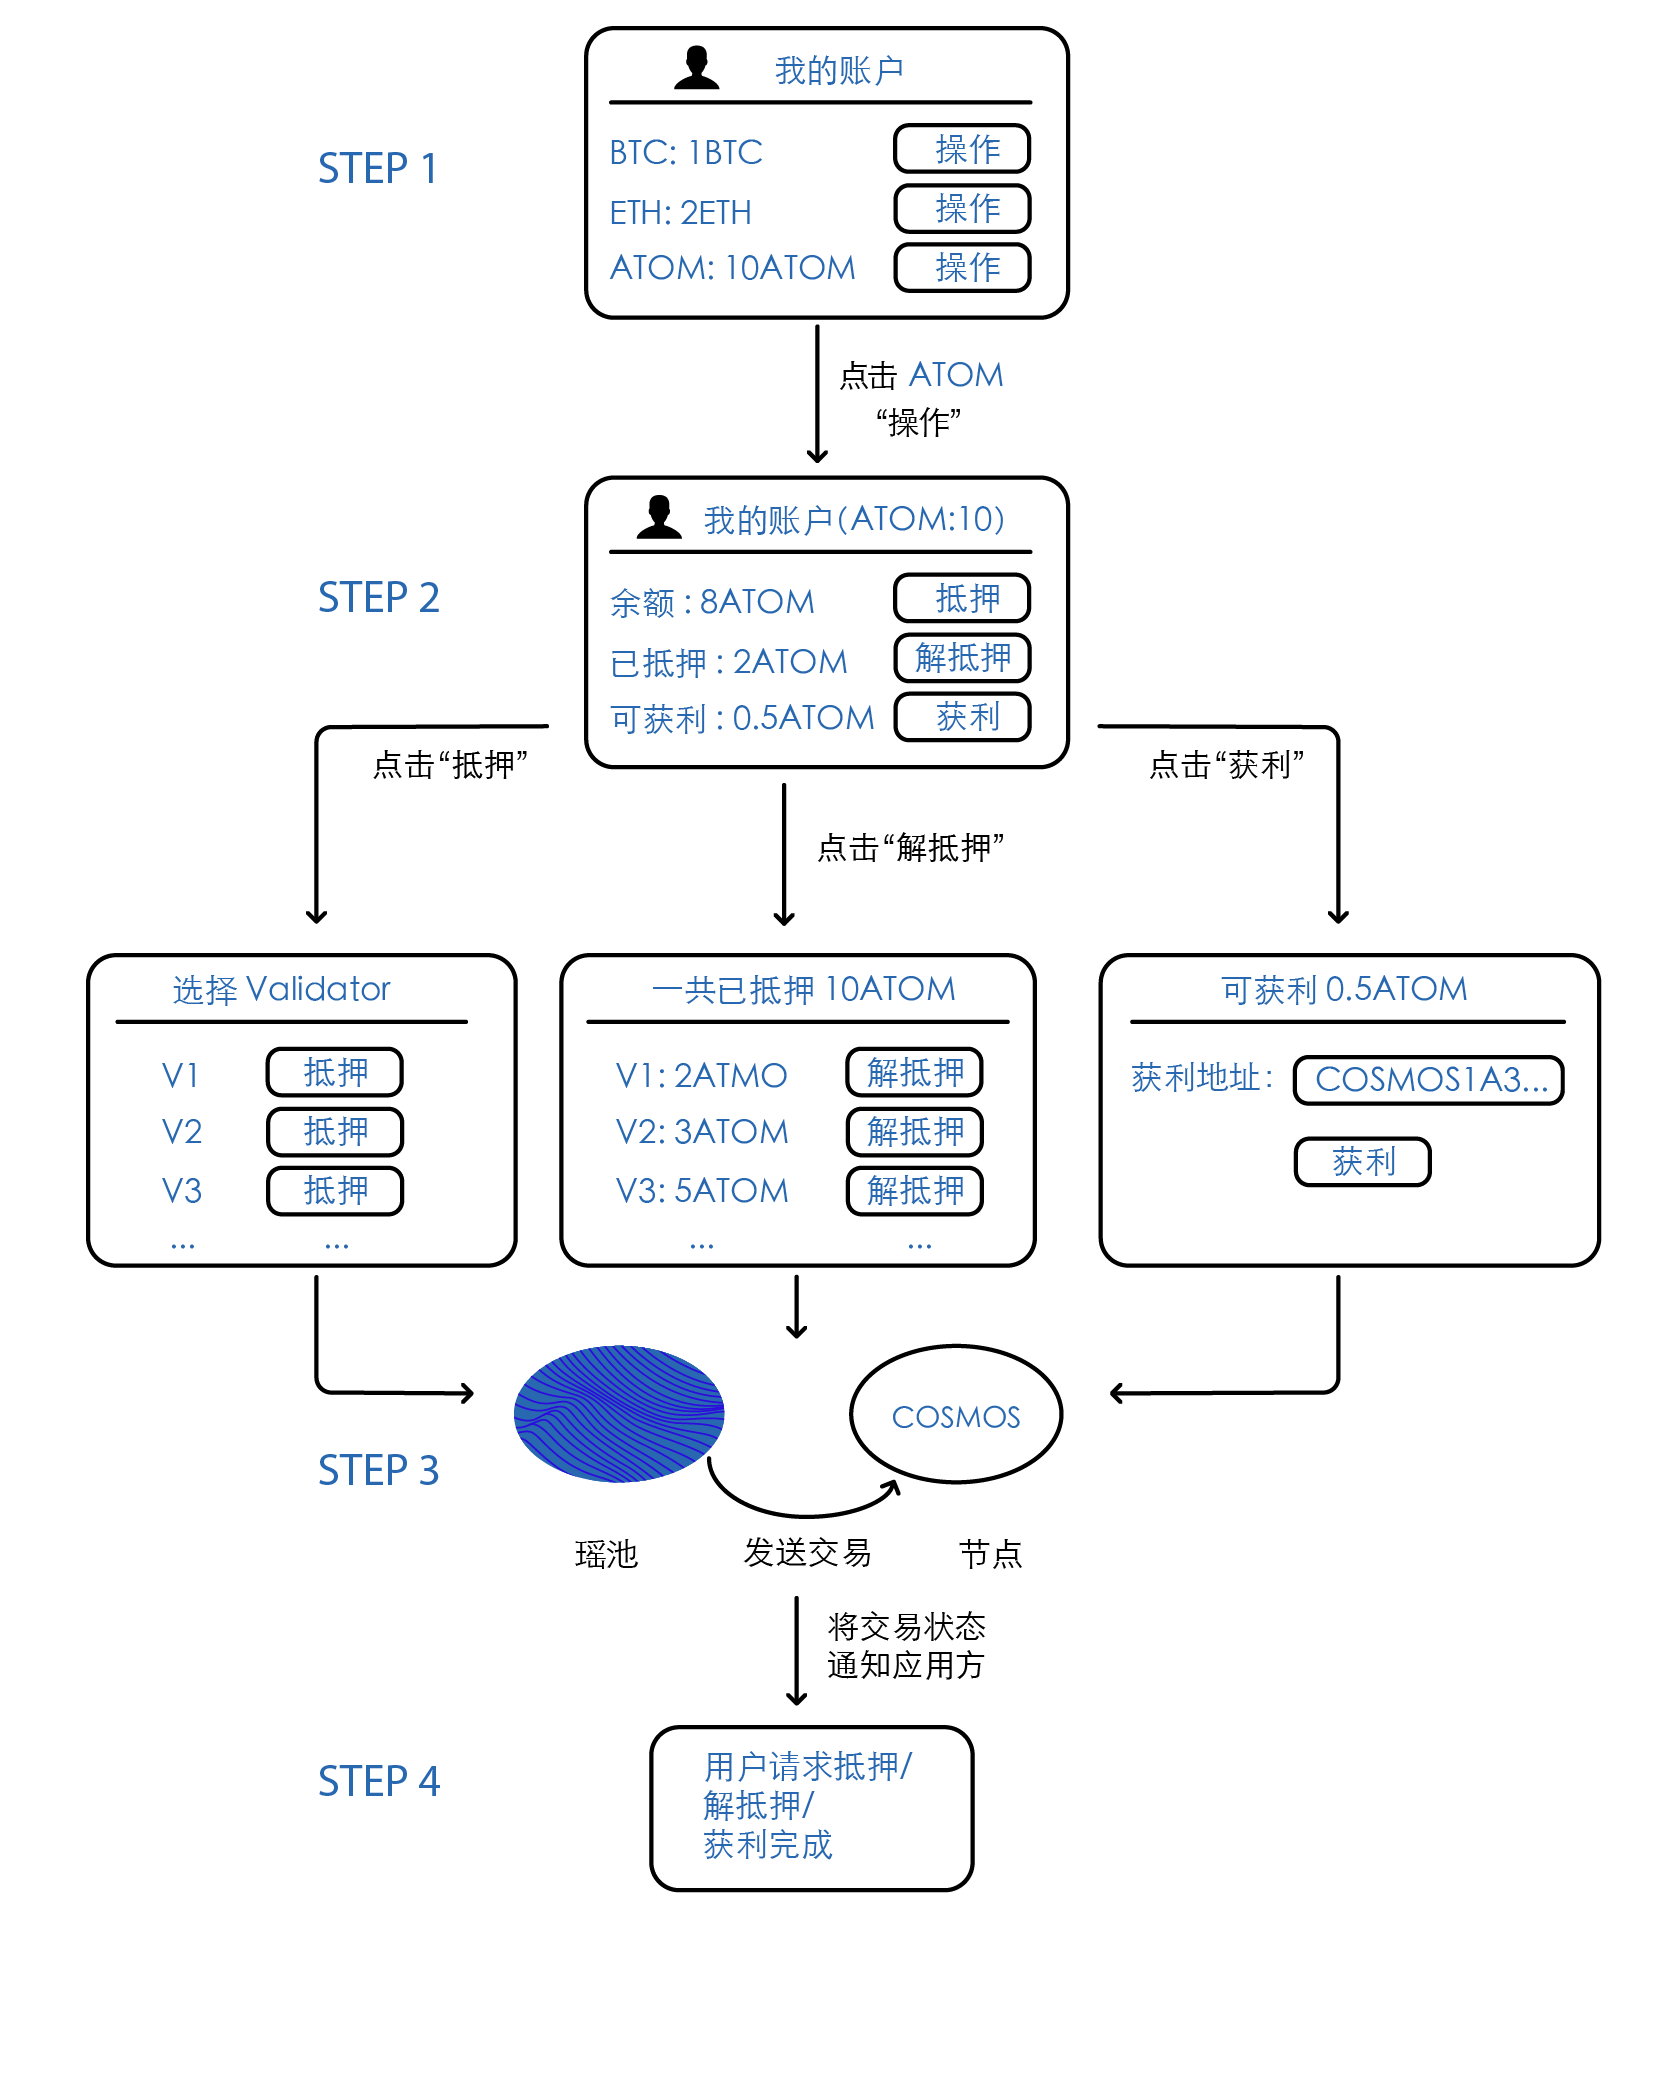 我的账户
STEP 1
BTC: 1BTC 操作
ETH: 2ETH 操作
ATOM: 10ATOM 操作
点击 ATOM
“操作”
我的账户(ATOM:10)
STEP 2
余额 : 8ATOM 抵押
已抵押 : 2ATOM 解抵押
可获利 : 0.5ATOM 获利
点击“抵押”
点击“解抵押”
点击“获利”
选择 Validator
V1 抵押
V2 抵押
V3 抵押
... ...
一共已抵押 10ATOM
V1: 2ATMO 解抵押
V2: 3ATOM 解抵押
V3: 5ATOM 解抵押
... ...
可获利 0.5ATOM
获利地址: COSMOS1A3...
获利
COSMOS
STEP 3
瑶池 发送交易 节点
将交易状态
通知应用方
STEP 4
用户请求抵押/
解抵押/
获利完成